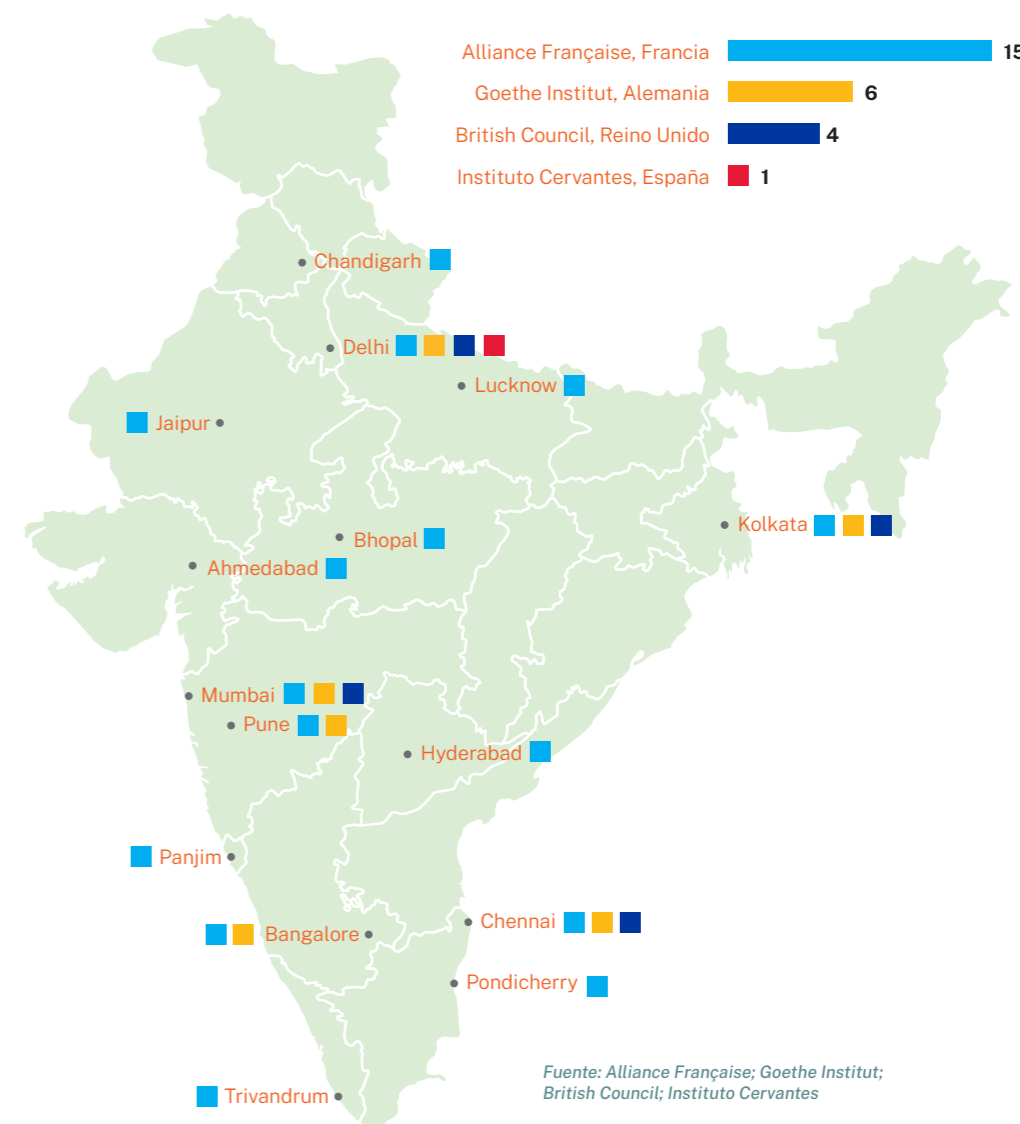 Alliance Française, Francia 15
Goethe Institut, Alemania 6
British Council, Reino Unido 4
Instituto Cervantes, España 1
Chandigarh
Delhi
Lucknow
Jaipur
Kolkata
Bhopal
Ahmedabad
Mumbai
Pune
Hyderabad
Panjim
Chennai
Bangalore
Pondicherry
Trivandrum
Fuente: Alliance Française; Goethe Institut;
British Council; Instituto Cervantes